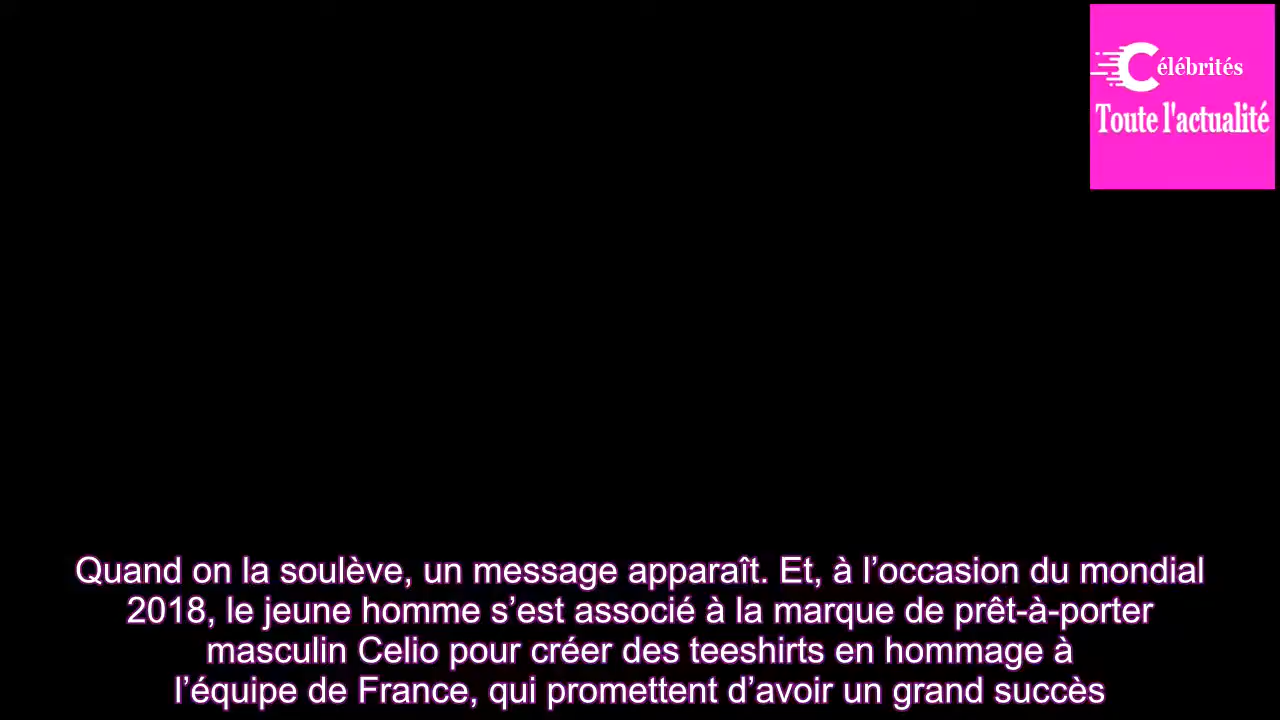 Célébrités
Toute l'actualité
Quand on la soulève, un message apparaît. Et, à l’occasion du mondial
2018, le jeune homme s’est associé à la marque de prêt-à-porter
masculin Celio pour créer des teeshirts en hommage à
l’équipe de France, qui promettent d’avoir un grand succès